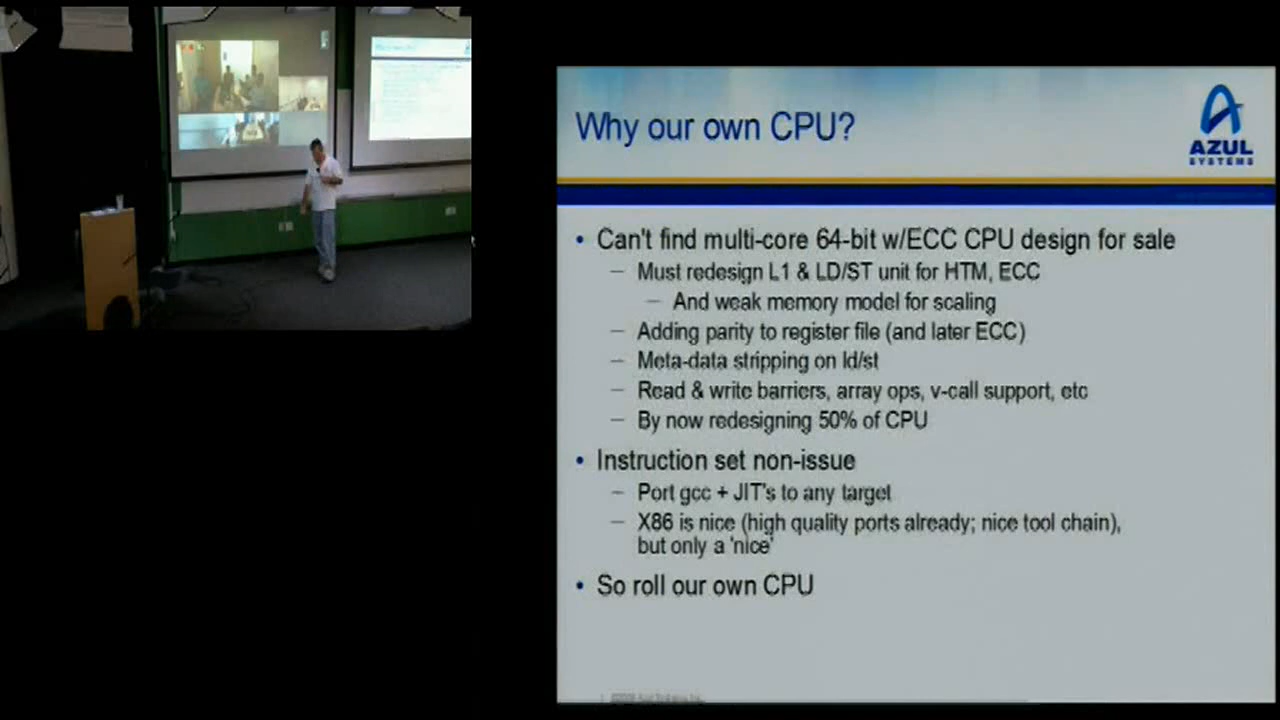 Why our own CPU?
AZUL
SYSTEMS
• Can't find multi-core 64-bit w/ECC CPU design for sale
– Must redesign L1 & LD/ST unit for HTM, ECC
– And weak memory model for scaling
– Adding parity to register file (and later ECC)
– Meta-data stripping on ld/st
– Read & write barriers, array ops, v-call support, etc
– By now redesigning 50% of CPU
• Instruction set non-issue
– Port gcc + JIT's to any target
– X86 is nice (high quality ports already; nice tool chain),
but only a 'nice'
• So roll our own CPU